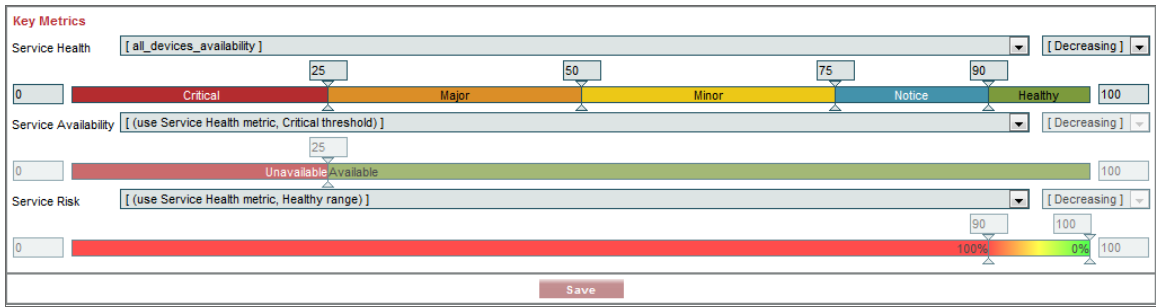 Key Metrics
Service Health [ all_devices_availability ] [ Decreasing ]
25 50 75 90
0 Critical Major Minor Notice Healthy 100
Service Availability [ (use Service Health metric, Critical threshold) ] [ Decreasing ]
25
0 Unavailable Available 100
Service Risk [ (use Service Health metric, Healthy range) ] [ Decreasing ]
90 100
0 100% 0% 100
Save